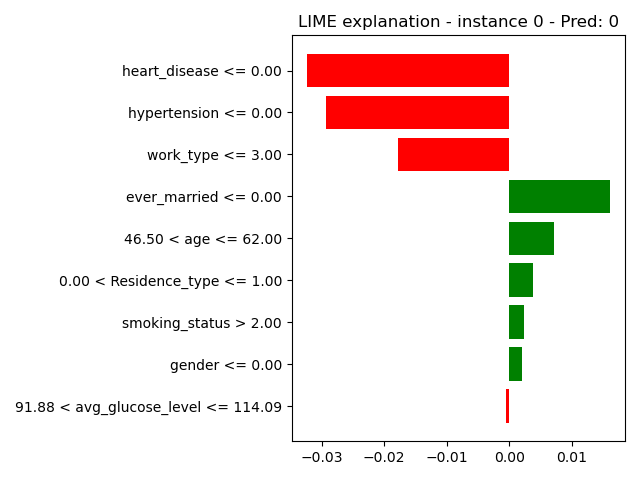 LIME explanation - instance 0 - Pred: 0
heart_disease <= 0.00
hypertension <= 0.00
work_type <= 3.00
ever_married <= 0.00
46.50 < age <= 62.00
0.00 < Residence_type <= 1.00
smoking_status > 2.00
gender <= 0.00
91.88 < avg_glucose_level <= 114.09
−0.03 −0.02 −0.01 0.00 0.01